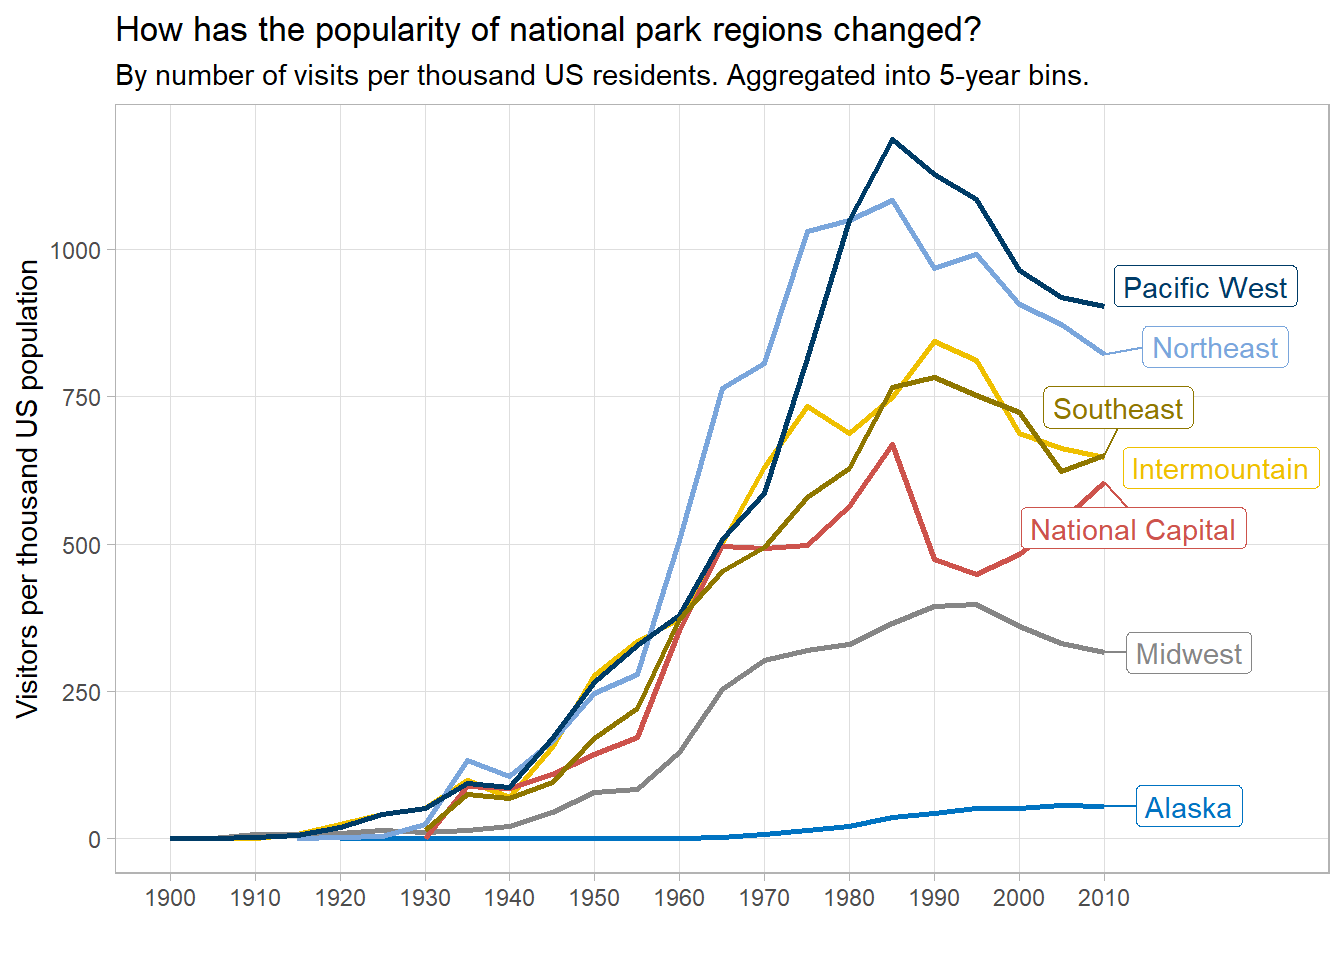 How has the popularity of national park regions changed?
By number of visits per thousand US residents. Aggregated into 5-year bins.
Visitors per thousand US population
1000
750
500
250
0
Pacific West
Northeast
Southeast
Intermountain
National Capital
Midwest
Alaska
1900 1910 1920 1930 1940 1950 1960 1970 1980 1990 2000 2010